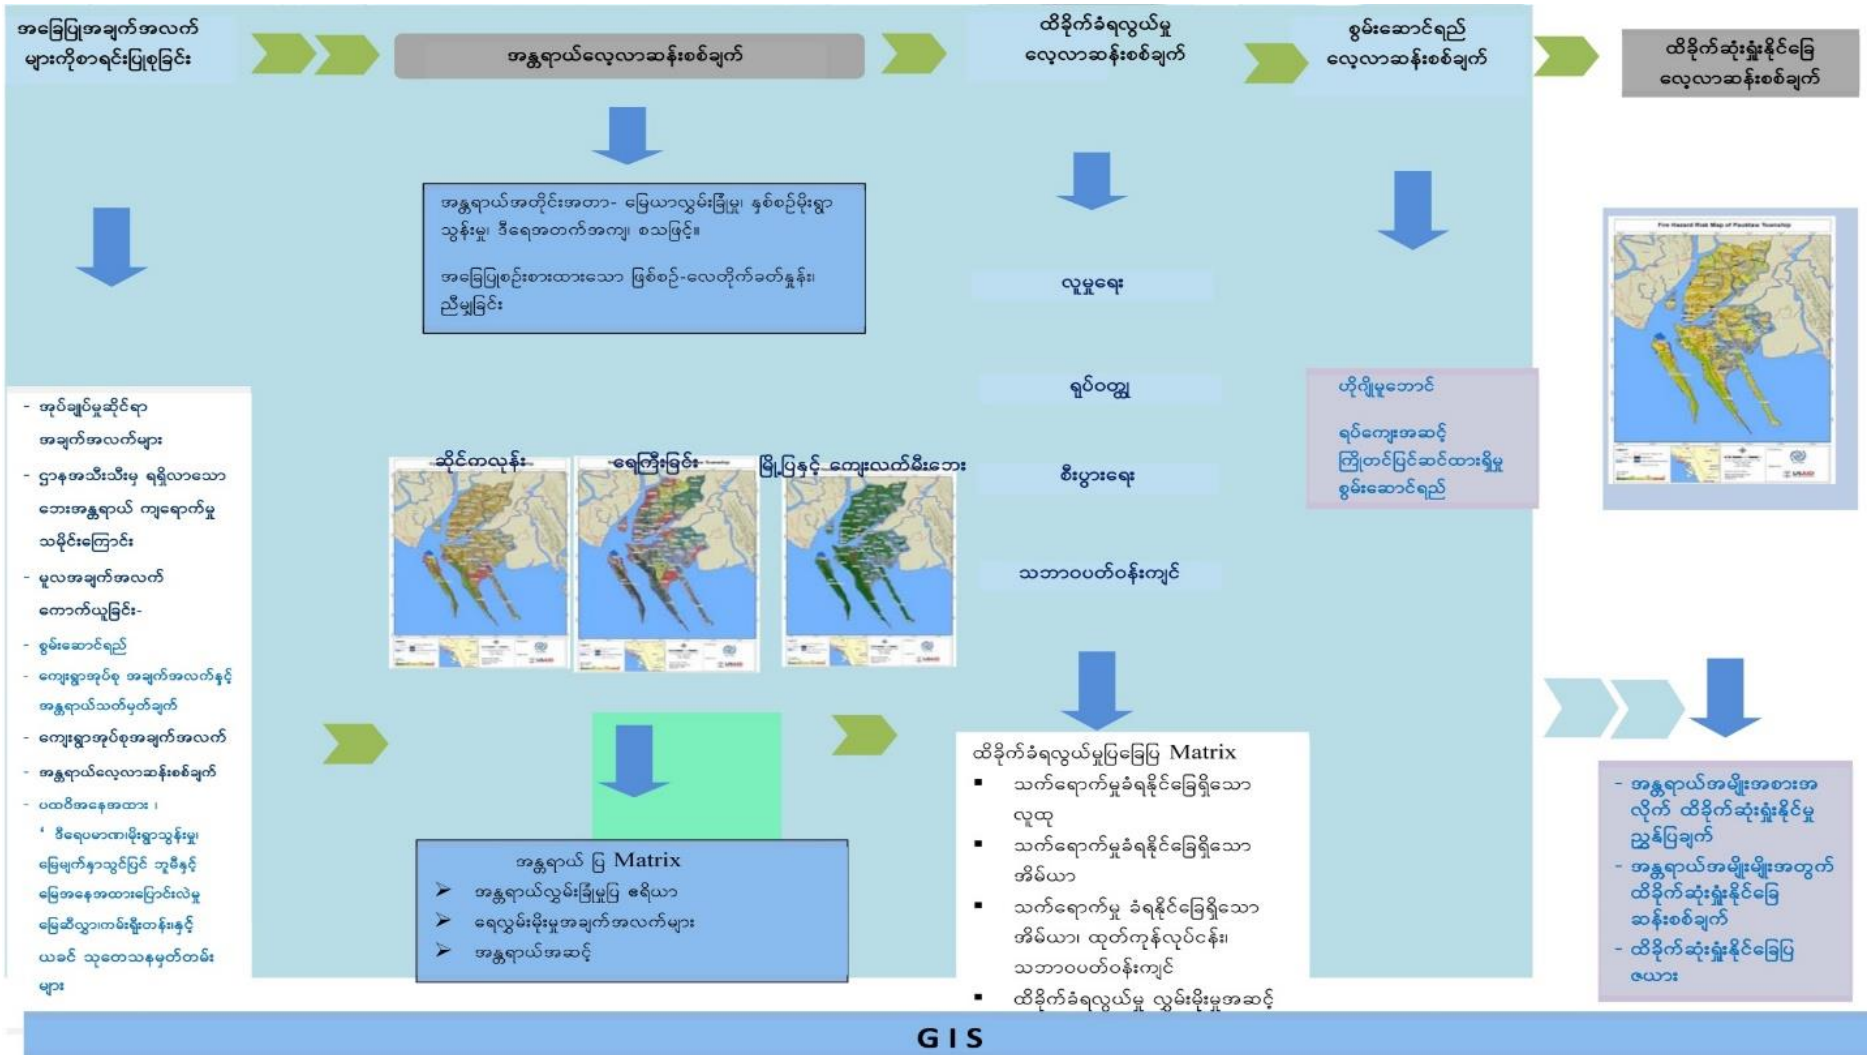 အခြေပြုအချက်အလက်
များကိုစာရင်းပြုစုခြင်း
အန္တရာယ်လေ့လာဆန်းစစ်ချက်
ထိခိုက်ခံရလွယ်မှု
လေ့လာဆန်းစစ်ချက်
စွမ်းဆောင်ရည်
လေ့လာဆန်းစစ်ချက်
ထိခိုက်ဆုံးရှုံးနိုင်ခြေ
လေ့လာဆန်းစစ်ချက်
- အုပ်ချုပ်မှုဆိုင်ရာ
အချက်အလက်များ
- ဌာနအသီးသီးမှ ရရှိလာသော
ဘေးအန္တရာယ် ကျရောက်မှု
သမိုင်းကြောင်း
- မူလအချက်အလက်
ကောက်ယူခြင်း-
- စွမ်းဆောင်ရည်
- ကျေးရွာအုပ်စု အချက်အလက်နှင့်
အန္တရာယ်သတ်မှတ်ချက်
- ကျေးရွာအုပ်စုအချက်အလက်
- အန္တရာယ်လေ့လာဆန်းစစ်ချက်
- ပထဝီအနေအထား ၊
‘ ဒီရေပမာဏ၊မိုးရွာသွန်းမှု၊
မြေမျက်နှာသွင်ပြင် ဘူမိနှင့်
မြေအနေအထားပြောင်းလဲမှု
မြေဆီလွှာ၊ကမ်းရိုးတန်း၊နှင့်
ယခင် သုတေသနမှတ်တမ်း
များ
အန္တရာယ်အတိုင်းအတာ- မြေယာလွှမ်းခြုံမှု၊ နှစ်စဉ်မိုးရွာ
သွန်းမှု၊ ဒီရေအတက်အကျ၊ စသဖြင့်။
အခြေပြုစဉ်းစားထားသော ဖြစ်စဉ်-လေတိုက်ခတ်နှုန်း၊
ညီမျှခြင်း
ဆိုင်ကလုန်း
ရေကြီးခြင်း
မြို့ပြနှင့် ကျေးလက်မီးဘေး
အန္တရာယ် ပြ Matrix
➢ အန္တရာယ်လွှမ်းခြုံမှုပြ ဧရိယာ
➢ ရေလွှမ်းမိုးမှုအချက်အလက်များ
➢ အန္တရာယ်အဆင့်
လူမှုရေး
ရုပ်ဝတ္ထု
စီးပွားရေး
သဘာဝပတ်ဝန်းကျင်
ထိခိုက်ခံရလွယ်မှုပြခြေပြ Matrix
▪ သက်ရောက်မှုခံရနိုင်ခြေရှိသော
လူထု
▪ သက်ရောက်မှုခံရနိုင်ခြေရှိသော
အိမ်ယာ
▪ သက်ရောက်မှု ခံရနိုင်ခြေရှိသော
အိမ်ယာ၊ ထုတ်ကုန်လုပ်ငန်း၊
သဘာဝပတ်ဝန်းကျင်
▪ ထိခိုက်ခံရလွယ်မှု လွှမ်းမိုးမှုအဆင့်
ဟိုဂျိုမူဘောင်
ရပ်ကျေးအဆင့်
ကြိုတင်ပြင်ဆင်ထားရှိမှု
စွမ်းဆောင်ရည်
Fire Hazard Risk Map of Pauktaw Township
- အန္တရာယ်အမျိုးအစားအ
လိုက် ထိခိုက်ဆုံးရှုံးနိုင်မှု
ညွှန်ပြချက်
- အန္တရာယ်အမျိုးမျိုးအတွက်
ထိခိုက်ဆုံးရှုံးနိုင်ခြေ
ဆန်းစစ်ချက်
- ထိခိုက်ဆုံးရှုံးနိုင်ခြေပြ
ဇယား
GIS